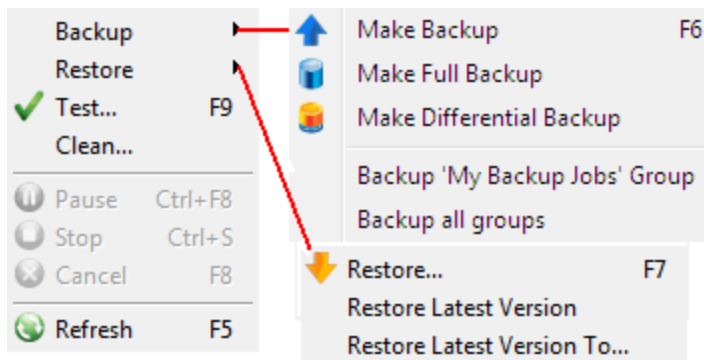 Backup
Restore
Test... F9
Clean...
Pause Ctrl+F8
Stop Ctrl+S
Cancel F8
Refresh F5
Make Backup F6
Make Full Backup
Make Differential Backup
Backup 'My Backup Jobs' Group
Backup all groups
Restore... F7
Restore Latest Version
Restore Latest Version To...